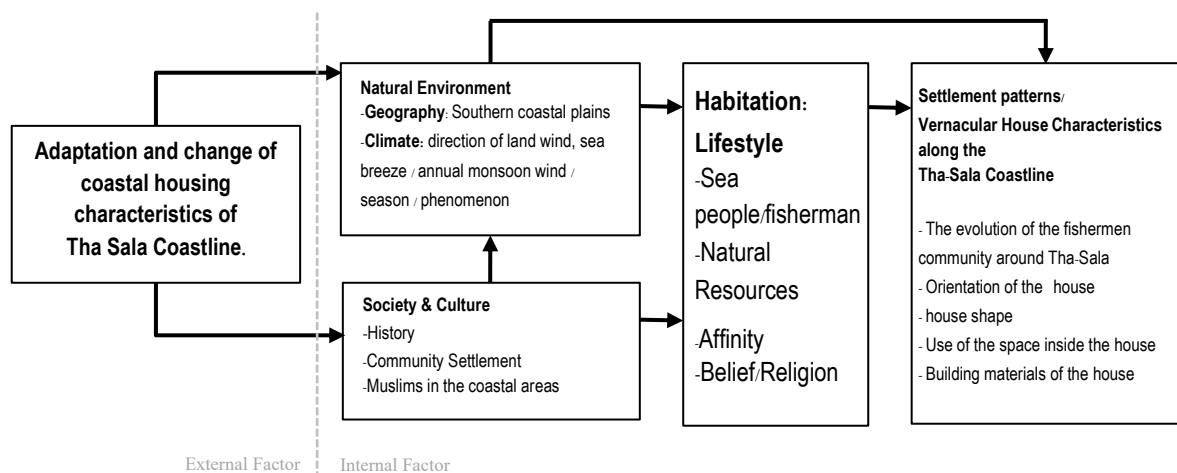 Adaptation and change of
coastal housing
characteristics of
Tha Sala Coastline.
Natural Environment
-Geography: Southern coastal plains
-Climate: direction of land wind, sea
breeze / annual monsoon wind /
season / phenomenon
Society & Culture
-History
-Community Settlement
-Muslims in the coastal areas
Habitation:
Lifestyle
-Sea
people/fisherman
-Natural
Resources
-Affinity
-Belief/Religion
Settlement patterns/
Vernacular House Characteristics
along the
Tha-Sala Coastline
- The evolution of the fishermen
community around Tha-Sala
- Orientation of the house
- house shape
- Use of the space inside the house
- Building materials of the house
External Factor
Internal Factor